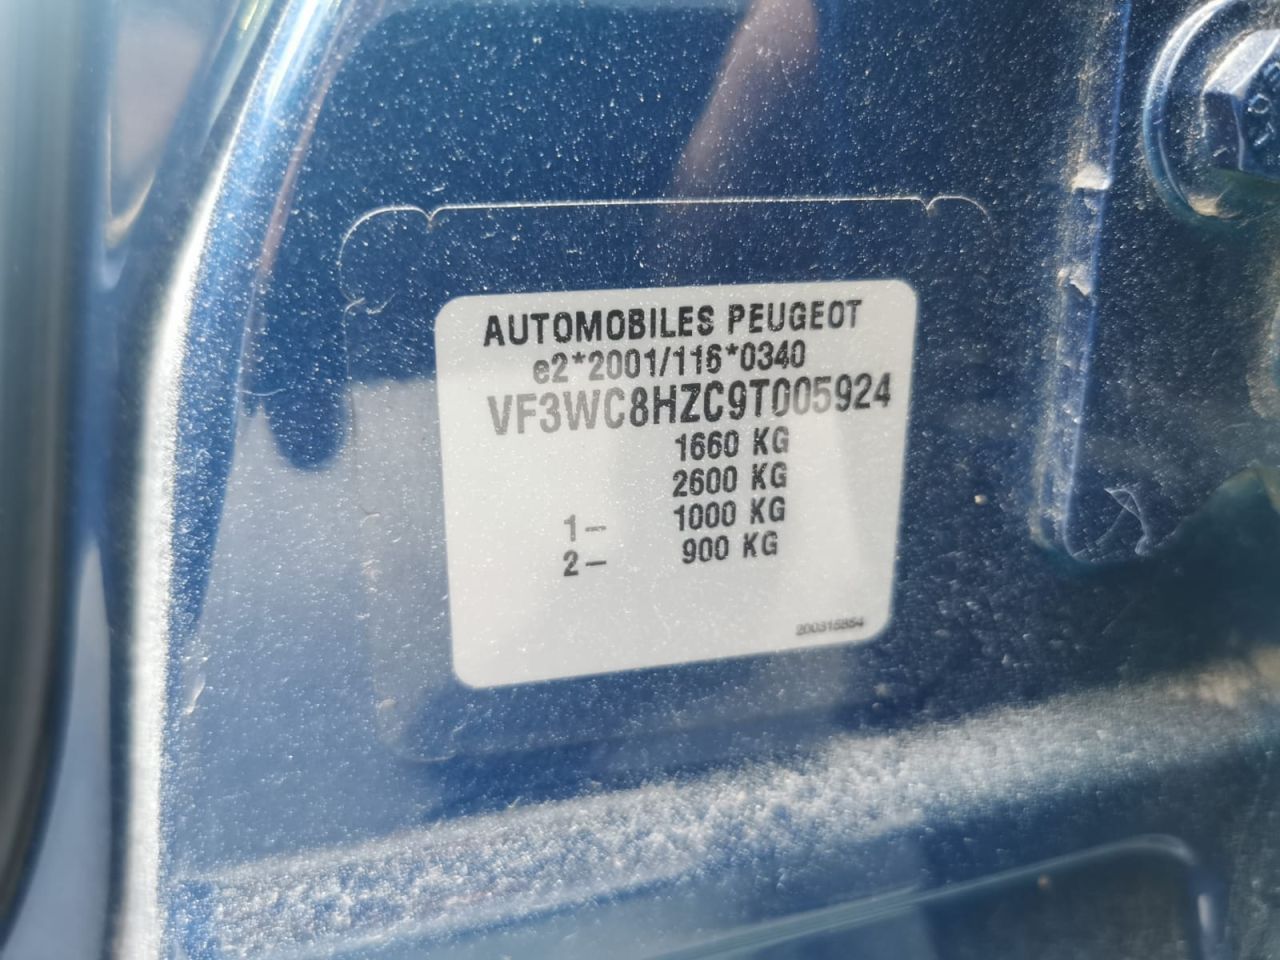 AUTOMOBILES PEUGEOT
e2*2001/116*0340
VF3WC8HZC9T005924
1660 KG
2600 KG
1- 1000 KG
2- 900 KG